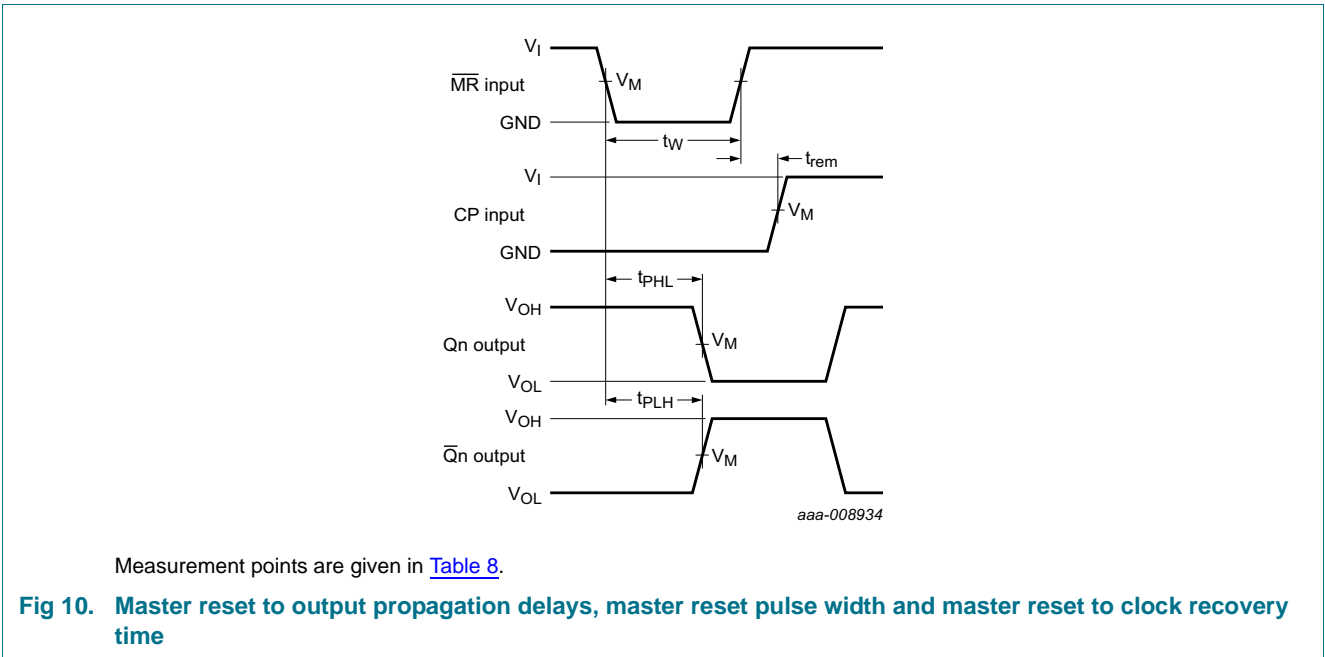 V_I
M̅R̅ input
V_M
GND
t_W
t_rem
V_I
CP input
V_M
GND
t_PHL
V_OH
Qn output
V_M
V_OL
t_PLH
V_OH
Q̅n output
V_M
V_OL
aaa-008934
Measurement points are given in Table 8.
Fig 10. Master reset to output propagation delays, master reset pulse width and master reset to clock recovery
time